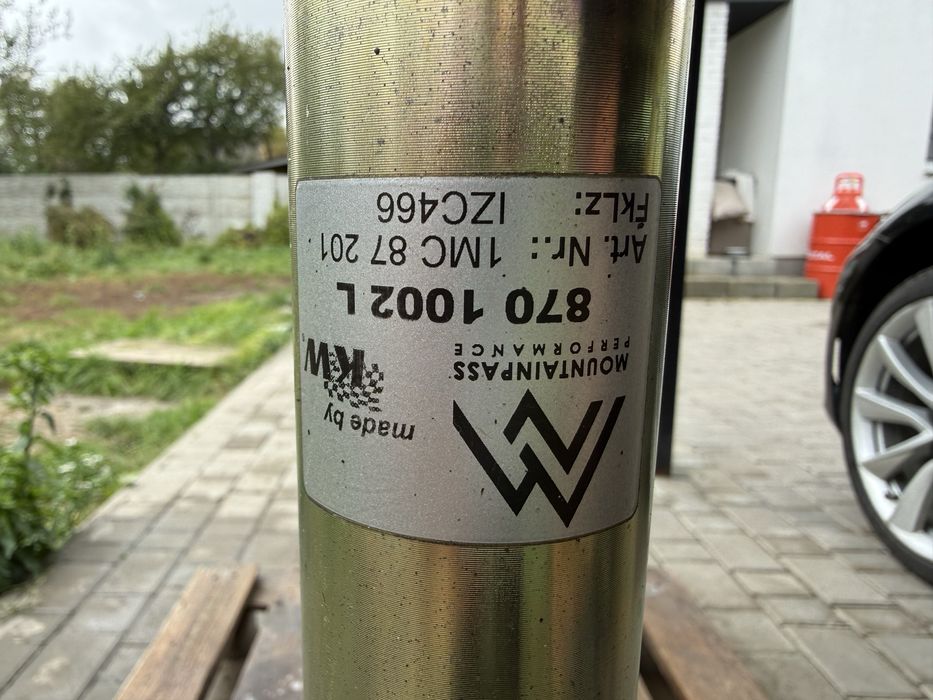 made by
KW
MOUNTAINPASS
PERFORMANCE
870 1002 L
Art. Nr.: 1MC 87 201
FkLz: IZC466